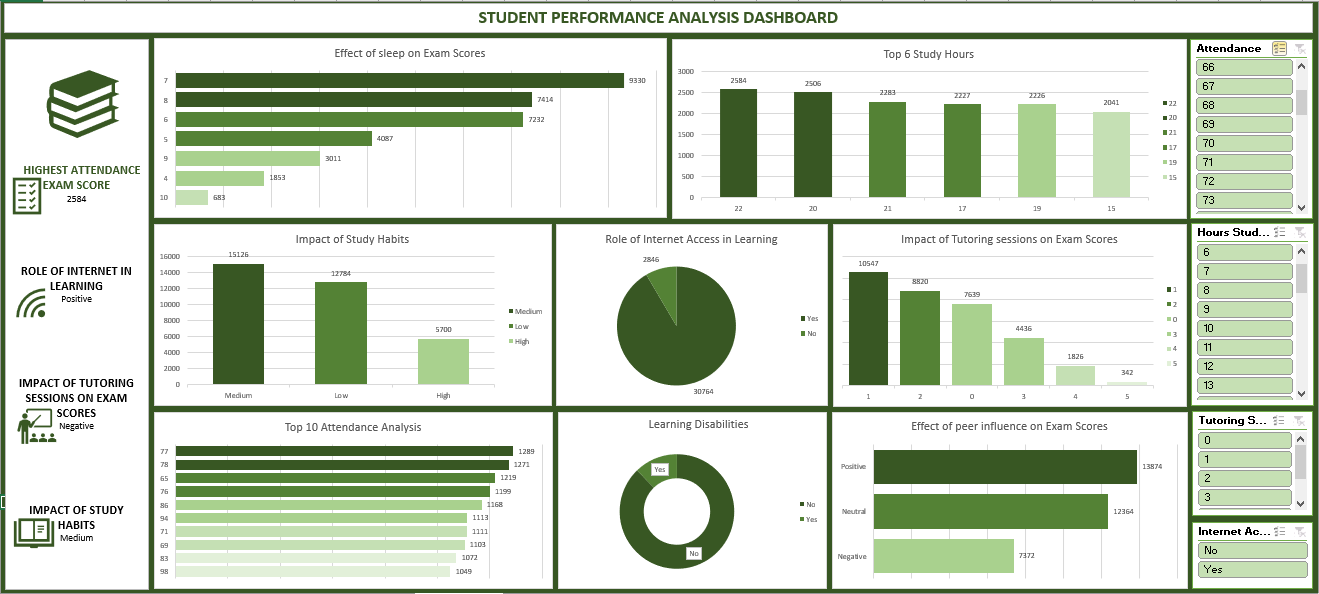 STUDENT PERFORMANCE ANALYSIS DASHBOARD
HIGHEST ATTENDANCE
EXAM SCORE
2584
ROLE OF INTERNET IN
LEARNING
Positive
IMPACT OF TUTORING
SESSIONS ON EXAM
SCORES
Negative
IMPACT OF STUDY
HABITS
Medium
Effect of sleep on Exam Scores
7 9330
8 7414
6 7232
5 4087
9 3011
4 1853
10 683
Top 6 Study Hours
3000
2500
2000
1500
1000
500
0
2584 2506 2283 2227 2226 2041
22 20 21 17 19 15
22
20
21
17
19
15
Impact of Study Habits
16000
14000
12000
10000
8000
6000
4000
2000
0
15126 12784 5700
Medium Low High
Medium
Low
High
Role of Internet Access in Learning
2846
30764
Yes
No
Impact of Tutoring sessions on Exam Scores
10547 8820 7639 4436 1826 342
1 2 0 3 4 5
1
2
0
3
4
5
Top 10 Attendance Analysis
77 1289
78 1271
65 1219
76 1199
86 1168
94 1113
71 1111
69 1103
83 1072
98 1049
Learning Disabilities
Yes
No
No
Yes
Effect of peer influence on Exam Scores
Positive 13874
Neutral 12364
Negative 7372
Attendance
66
67
68
69
70
71
72
73
Hours Stud...
6
7
8
9
10
11
12
13
Tutoring S...
0
1
2
3
Internet Ac...
No
Yes